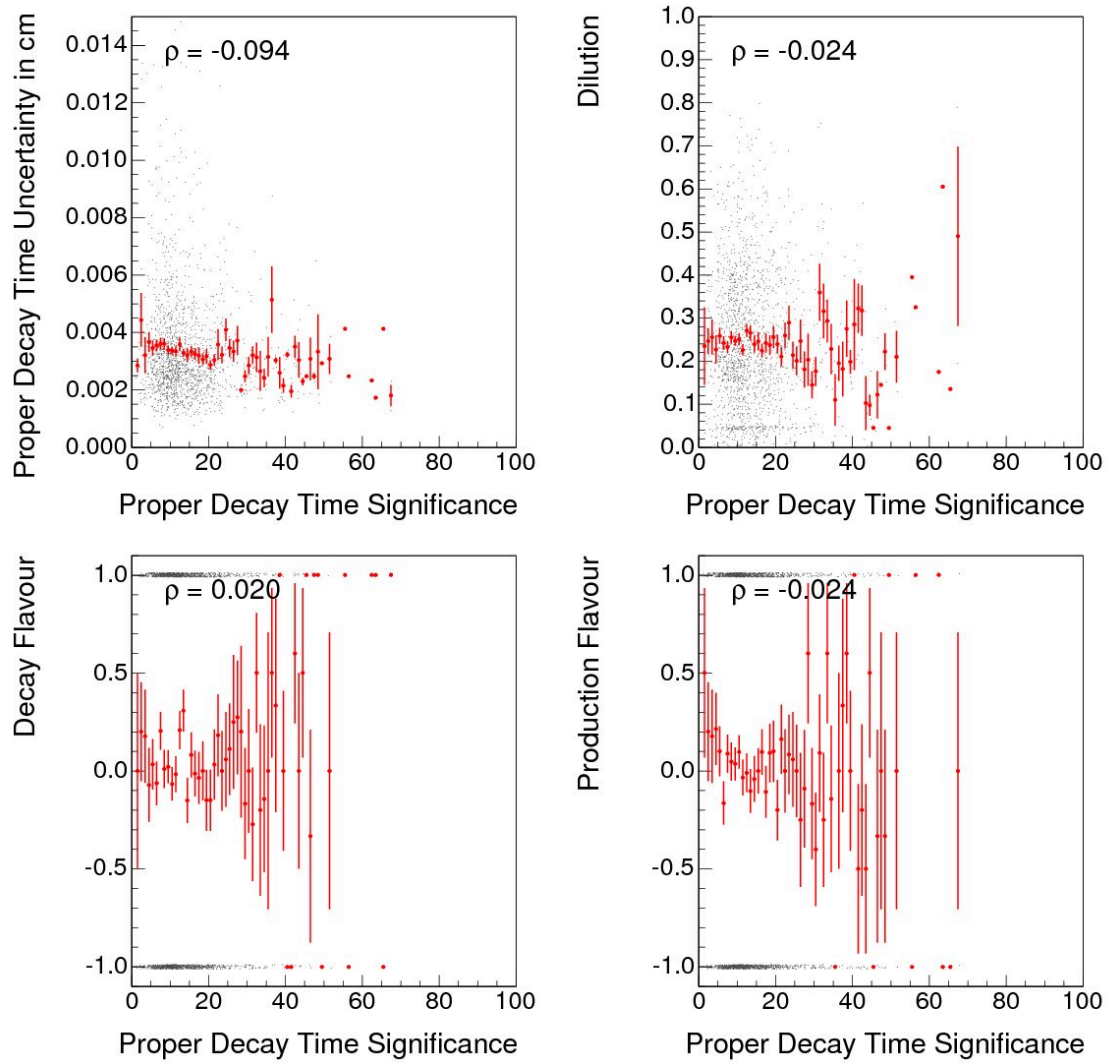 Proper Decay Time Uncertainty in cm
0.014
0.012
0.010
0.008
0.006
0.004
0.002
0.000
ρ = -0.094
0 20 40 60 80 100
Proper Decay Time Significance
Dilution
1.0
0.9
0.8
0.7
0.6
0.5
0.4
0.3
0.2
0.1
0.0
ρ = -0.024
0 20 40 60 80 100
Proper Decay Time Significance
Decay Flavour
1.0
0.5
0.0
-0.5
-1.0
ρ = 0.020
0 20 40 60 80 100
Proper Decay Time Significance
Production Flavour
1.0
0.5
0.0
-0.5
-1.0
ρ = -0.024
0 20 40 60 80 100
Proper Decay Time Significance